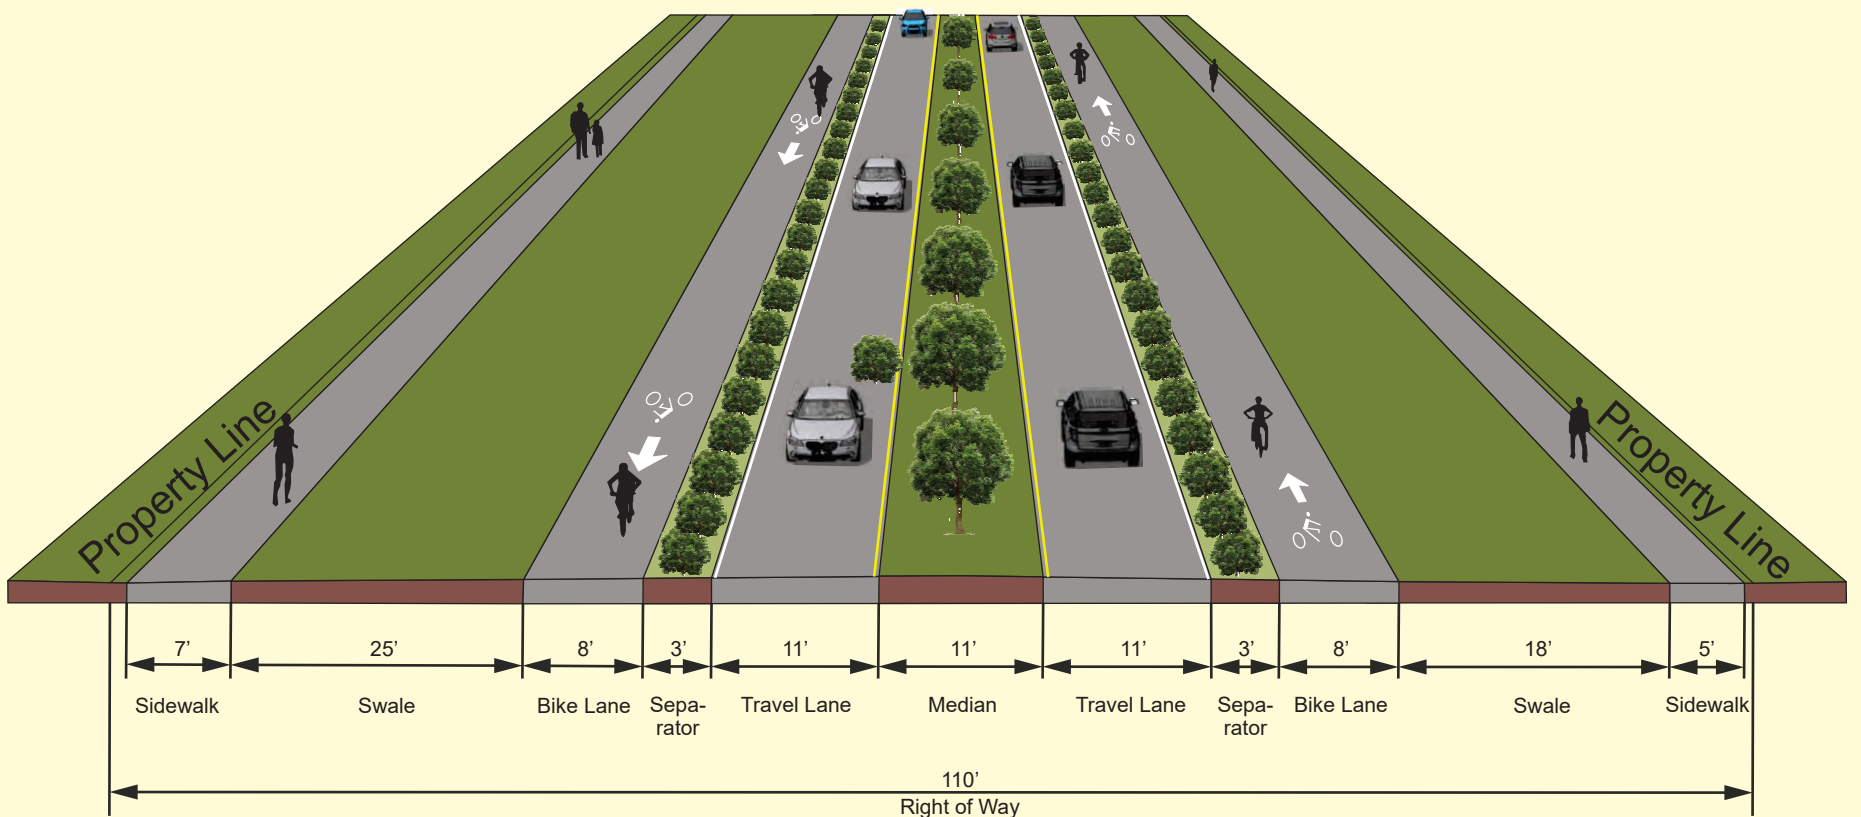 Property Line
Property Line
7’
25’
8’
3’
11’
11’
11’
3’
8’
18’
5’
Sidewalk
Swale
Bike Lane
Sepa-
rator
Travel Lane
Median
Travel Lane
Sepa-
rator
Bike Lane
Swale
Sidewalk
110’
Right of Way